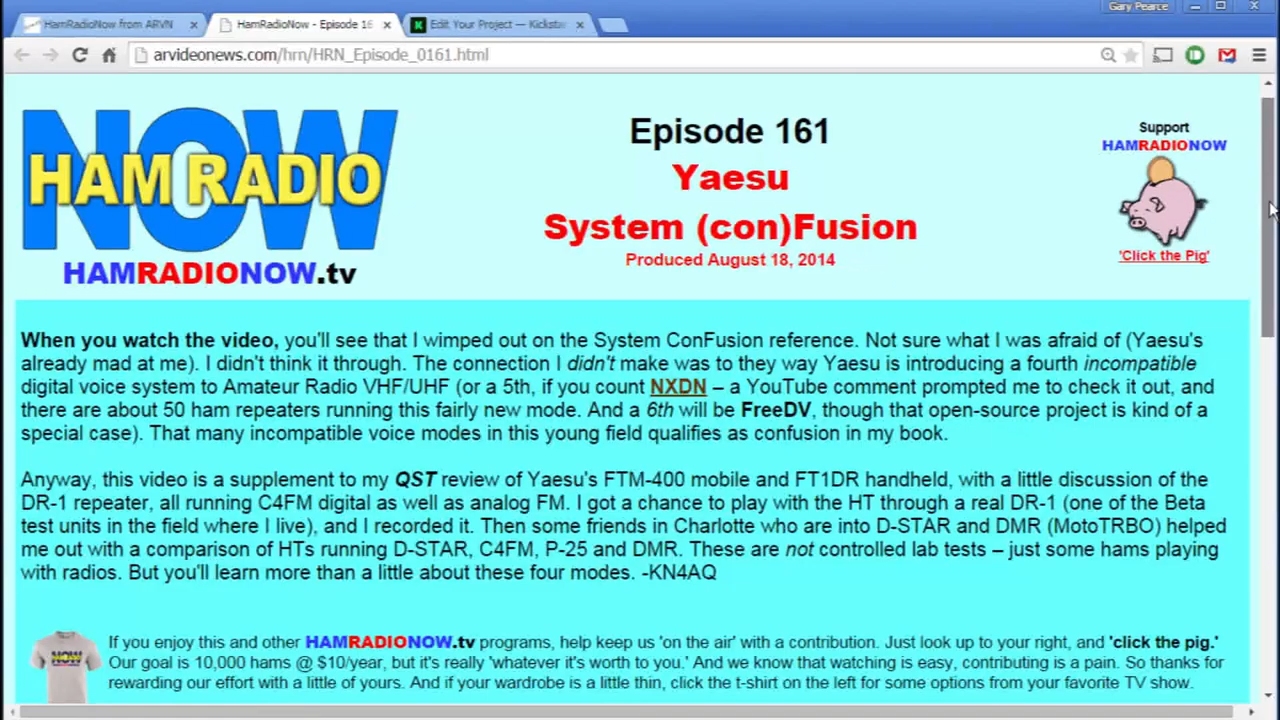 Gary Pearce
HamRadioNow from ARVN
HamRadioNow - Episode 16
Edit Your Project — Kickst
arvideonews.com/hrn/HRN_Episode_0161.html
NOW
HAM RADIO
HAMRADIONOW.tv
Episode 161
Yaesu
System (con)Fusion
Produced August 18, 2014
Support
HAMRADIONOW
'Click the Pig'
When you watch the video, you'll see that I wimped out on the System ConFusion reference. Not sure what I was afraid of (Yaesu's
already mad at me). I didn't think it through. The connection I didn't make was to they way Yaesu is introducing a fourth incompatible
digital voice system to Amateur Radio VHF/UHF (or a 5th, if you count NXDN – a YouTube comment prompted me to check it out, and
there are about 50 ham repeaters running this fairly new mode. And a 6th will be FreeDV, though that open-source project is kind of a
special case). That many incompatible voice modes in this young field qualifies as confusion in my book.
Anyway, this video is a supplement to my QST review of Yaesu's FTM-400 mobile and FT1DR handheld, with a little discussion of the
DR-1 repeater, all running C4FM digital as well as analog FM. I got a chance to play with the HT through a real DR-1 (one of the Beta
test units in the field where I live), and I recorded it. Then some friends in Charlotte who are into D-STAR and DMR (MotoTRBO) helped
me out with a comparison of HTs running D-STAR, C4FM, P-25 and DMR. These are not controlled lab tests – just some hams playing
with radios. But you'll learn more than a little about these four modes. -KN4AQ
NOW
If you enjoy this and other HAMRADIONOW.tv programs, help keep us 'on the air' with a contribution. Just look up to your right, and 'click the pig.'
Our goal is 10,000 hams @ $10/year, but it's really 'whatever it's worth to you.' And we know that watching is easy, contributing is a pain. So thanks for
rewarding our effort with a little of yours. And if your wardrobe is a little thin, click the t-shirt on the left for some options from your favorite TV show.